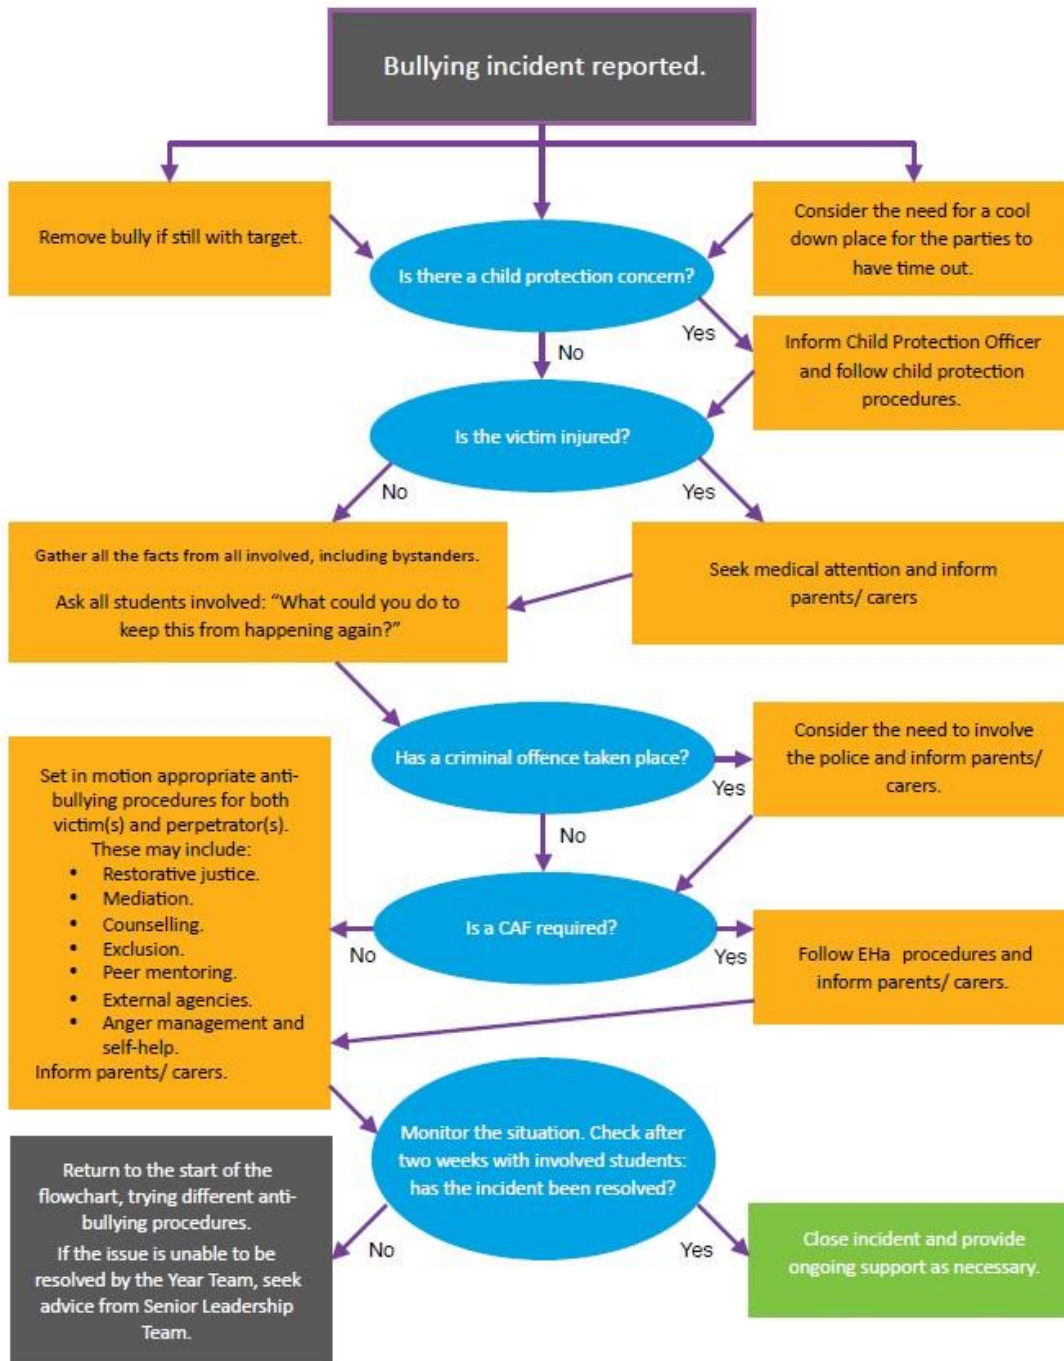 Bullying incident reported.
Remove bully if still with target.
Is there a child protection concern?
Consider the need for a cool
down place for the parties to
have time out.
Yes
No
Inform Child Protection Officer
and follow child protection
procedures.
Is the victim injured?
No
Yes
Gather all the facts from all involved, including bystanders.
Ask all students involved: “What could you do to
keep this from happening again?”
Seek medical attention and inform
parents/ carers
Has a criminal offence taken place?
Yes
No
Consider the need to involve
the police and inform parents/
carers.
Set in motion appropriate anti-
bullying procedures for both
victim(s) and perpetrator(s).
These may include:
• Restorative justice.
• Mediation.
• Counselling.
• Exclusion.
• Peer mentoring.
• External agencies.
• Anger management and
self-help.
Inform parents/ carers.
Is a CAF required?
No
Yes
Follow EHa procedures and
inform parents/ carers.
Monitor the situation. Check after
two weeks with involved students:
has the incident been resolved?
No
Yes
Return to the start of the
flowchart, trying different anti-
bullying procedures.
If the issue is unable to be
resolved by the Year Team, seek
advice from Senior Leadership
Team.
Close incident and provide
ongoing support as necessary.